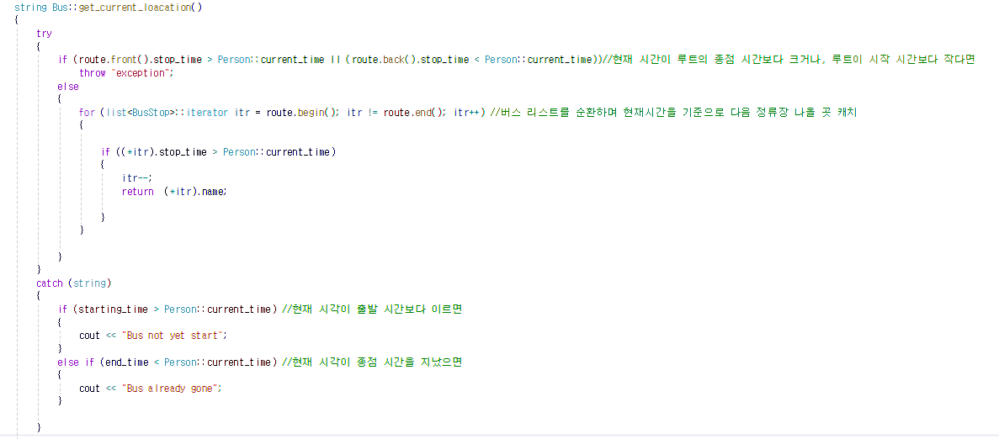 string Bus::get_current_loacation()
{
try
{
if (route.front().stop_time > Person::current_time || (route.back().stop_time < Person::current_time))//현재 시간이 루트의 종점 시간보다 크거나, 루트이 시작 시간보다 작다면
throw "exception";
else
{
for (list<BusStop>::iterator itr = route.begin(); itr != route.end(); itr++) //버스 리스트를 순환하며 현재시간을 기준으로 다음 정류장 나올 곳 캐치
{
if ((*itr).stop_time > Person::current_time)
{
itr--;
return (*itr).name;
}
}
}
}
catch (string)
{
if (starting_time > Person::current_time) //현재 시각이 출발 시간보다 이르면
{
cout << "Bus not yet start";
}
else if (end_time < Person::current_time) //현재 시각이 종점 시간을 지났으면
{
cout << "Bus already gone";
}
}